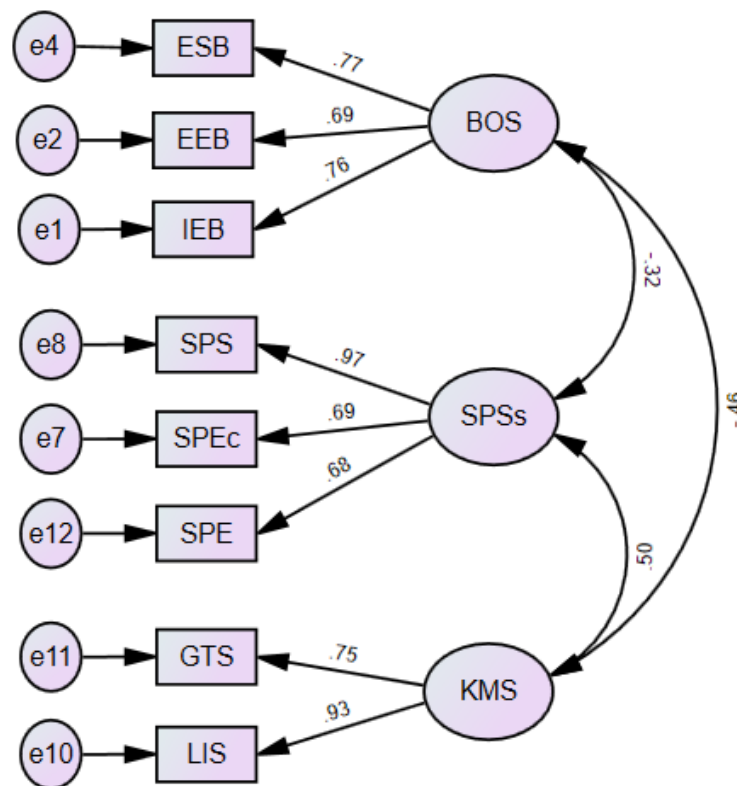 e4
ESB
.77
BOS
e2
EEB
.69
e1
IEB
.76
-.32
e8
SPS
.97
-.46
SPSs
e7
SPEc
.69
e12
SPE
.68
.50
e11
GTS
.75
KMS
e10
LIS
.93